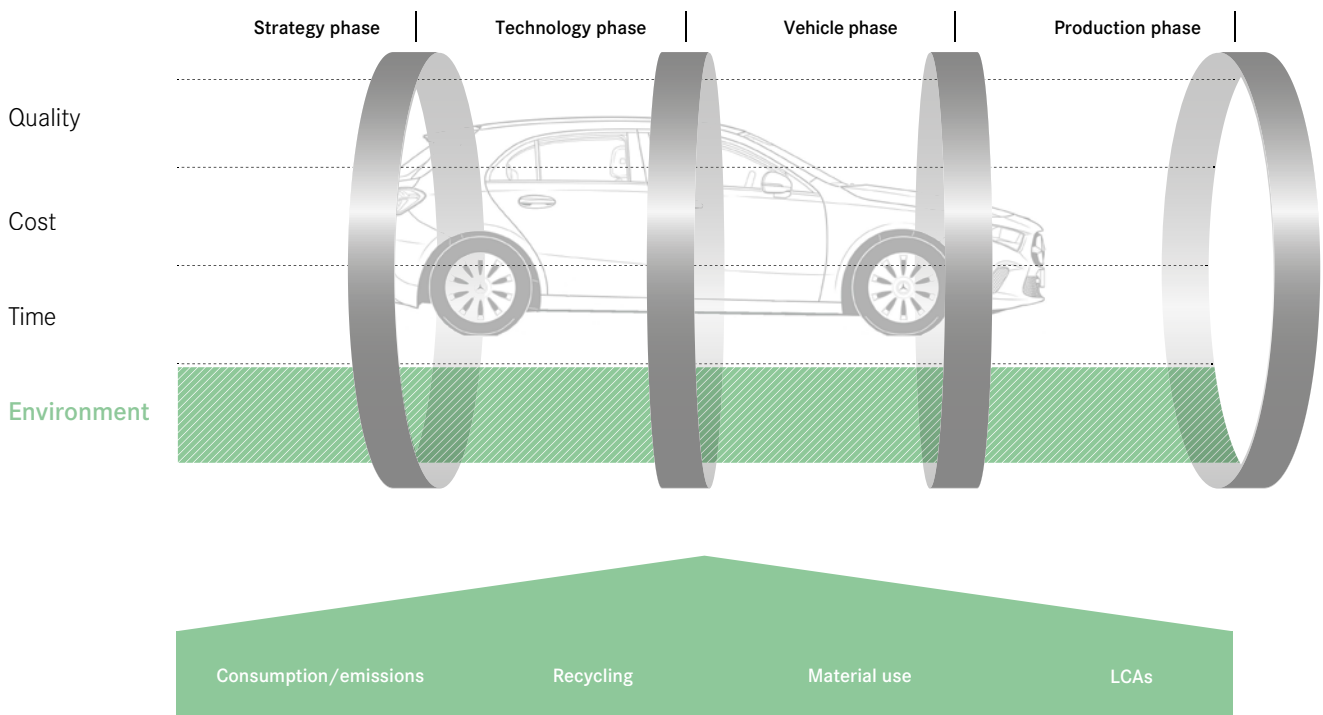 Strategy phase
Technology phase
Vehicle phase
Production phase
Quality
Cost
Time
Environment
Consumption/emissions
Recycling
Material use
LCAs